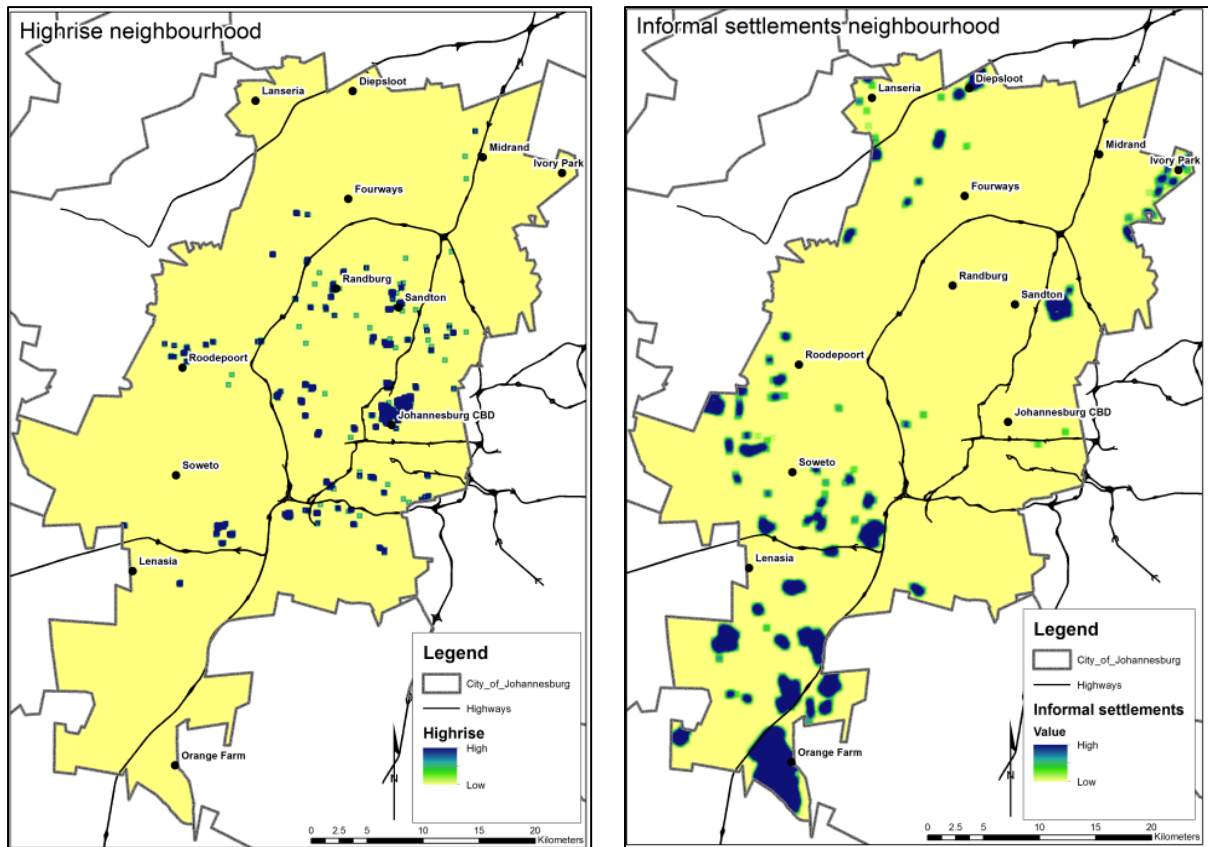 Highrise neighbourhood
Lanseria
Diepsloot
Midrand
Ivory Park
Fourways
Randburg
Sandton
Roodepoort
Johannesburg CBD
Soweto
Lenasia
Orange Farm
Legend
City_of_Johannesburg
Highways
Highrise
High
Low
N
0 2.5 5 10 15 20
Kilometers
Informal settlements neighbourhood
Lanseria
Diepsloot
Midrand
Ivory Park
Fourways
Randburg
Sandton
Roodepoort
Johannesburg CBD
Soweto
Lenasia
Orange Farm
Legend
City_of_Johannesburg
Highways
Informal settlements
Value
High
Low
N
0 2.5 5 10 15 20
Kilometers